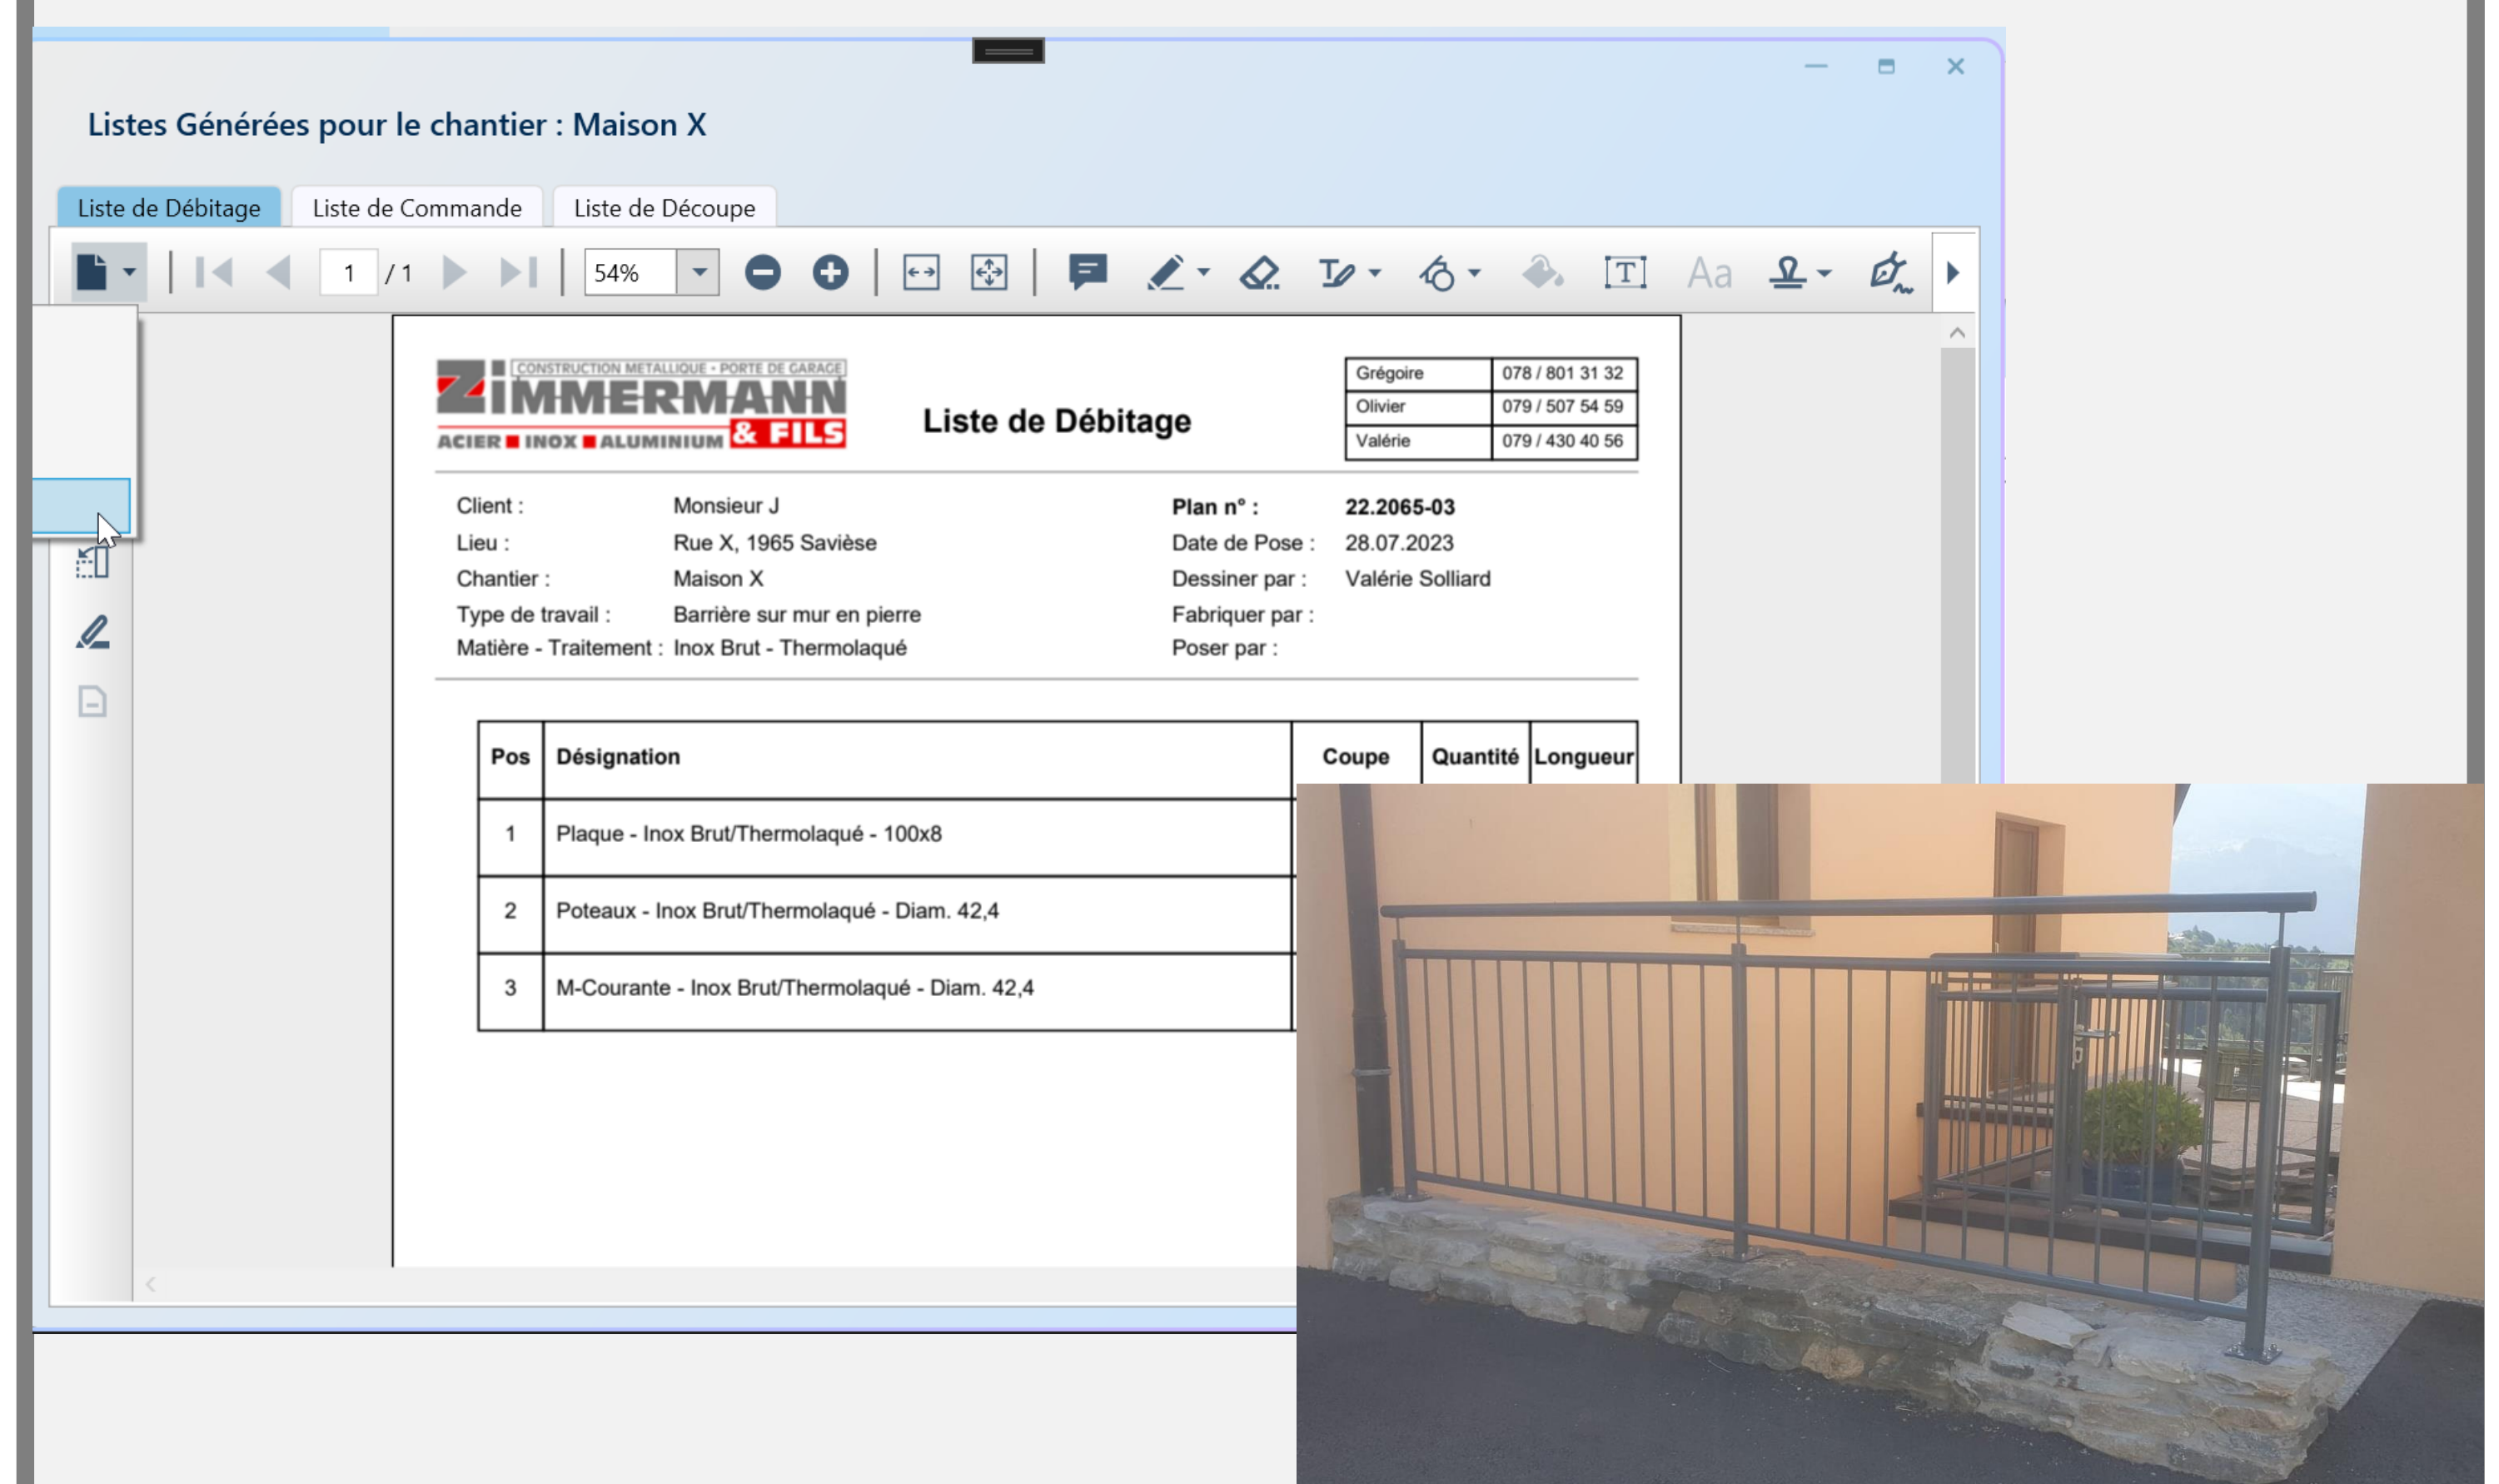 Listes Générées pour le chantier : Maison X
Liste de Débitage
Liste de Commande
Liste de Découpe
1 / 1
54%
T
Aa
CONSTRUCTION METALLIQUE - PORTE DE GARAGE
ZIMMERMANN
& FILS
ACIER INOX ALUMINIUM
Liste de Débitage
Grégoire 078 / 801 31 32
Olivier 079 / 507 54 59
Valérie 079 / 430 40 56
Client : Monsieur J
Lieu : Rue X, 1965 Savièse
Chantier : Maison X
Type de travail : Barrière sur mur en pierre
Matière - Traitement : Inox Brut - Thermolaqué
Plan n° : 22.2065-03
Date de Pose : 28.07.2023
Dessiner par : Valérie Solliard
Fabriquer par :
Poser par :
Pos Désignation Coupe Quantité Longueur
1 Plaque - Inox Brut/Thermolaqué - 100x8
2 Poteaux - Inox Brut/Thermolaqué - Diam. 42,4
3 M-Courante - Inox Brut/Thermolaqué - Diam. 42,4